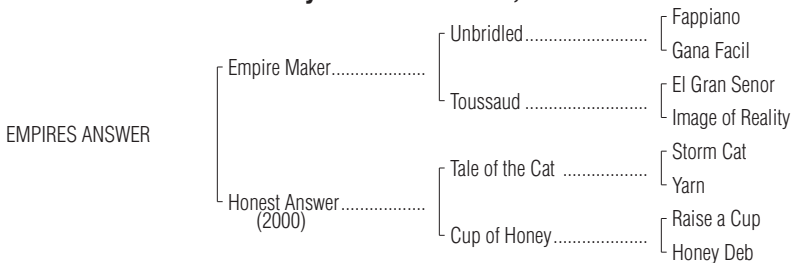 Fappiano
Unbridled
Gana Facil
Empire Maker
El Gran Senor
Toussaud
Image of Reality
EMPIRES ANSWER
Storm Cat
Tale of the Cat
Yarn
Honest Answer
(2000)
Raise a Cup
Cup of Honey
Honey Deb